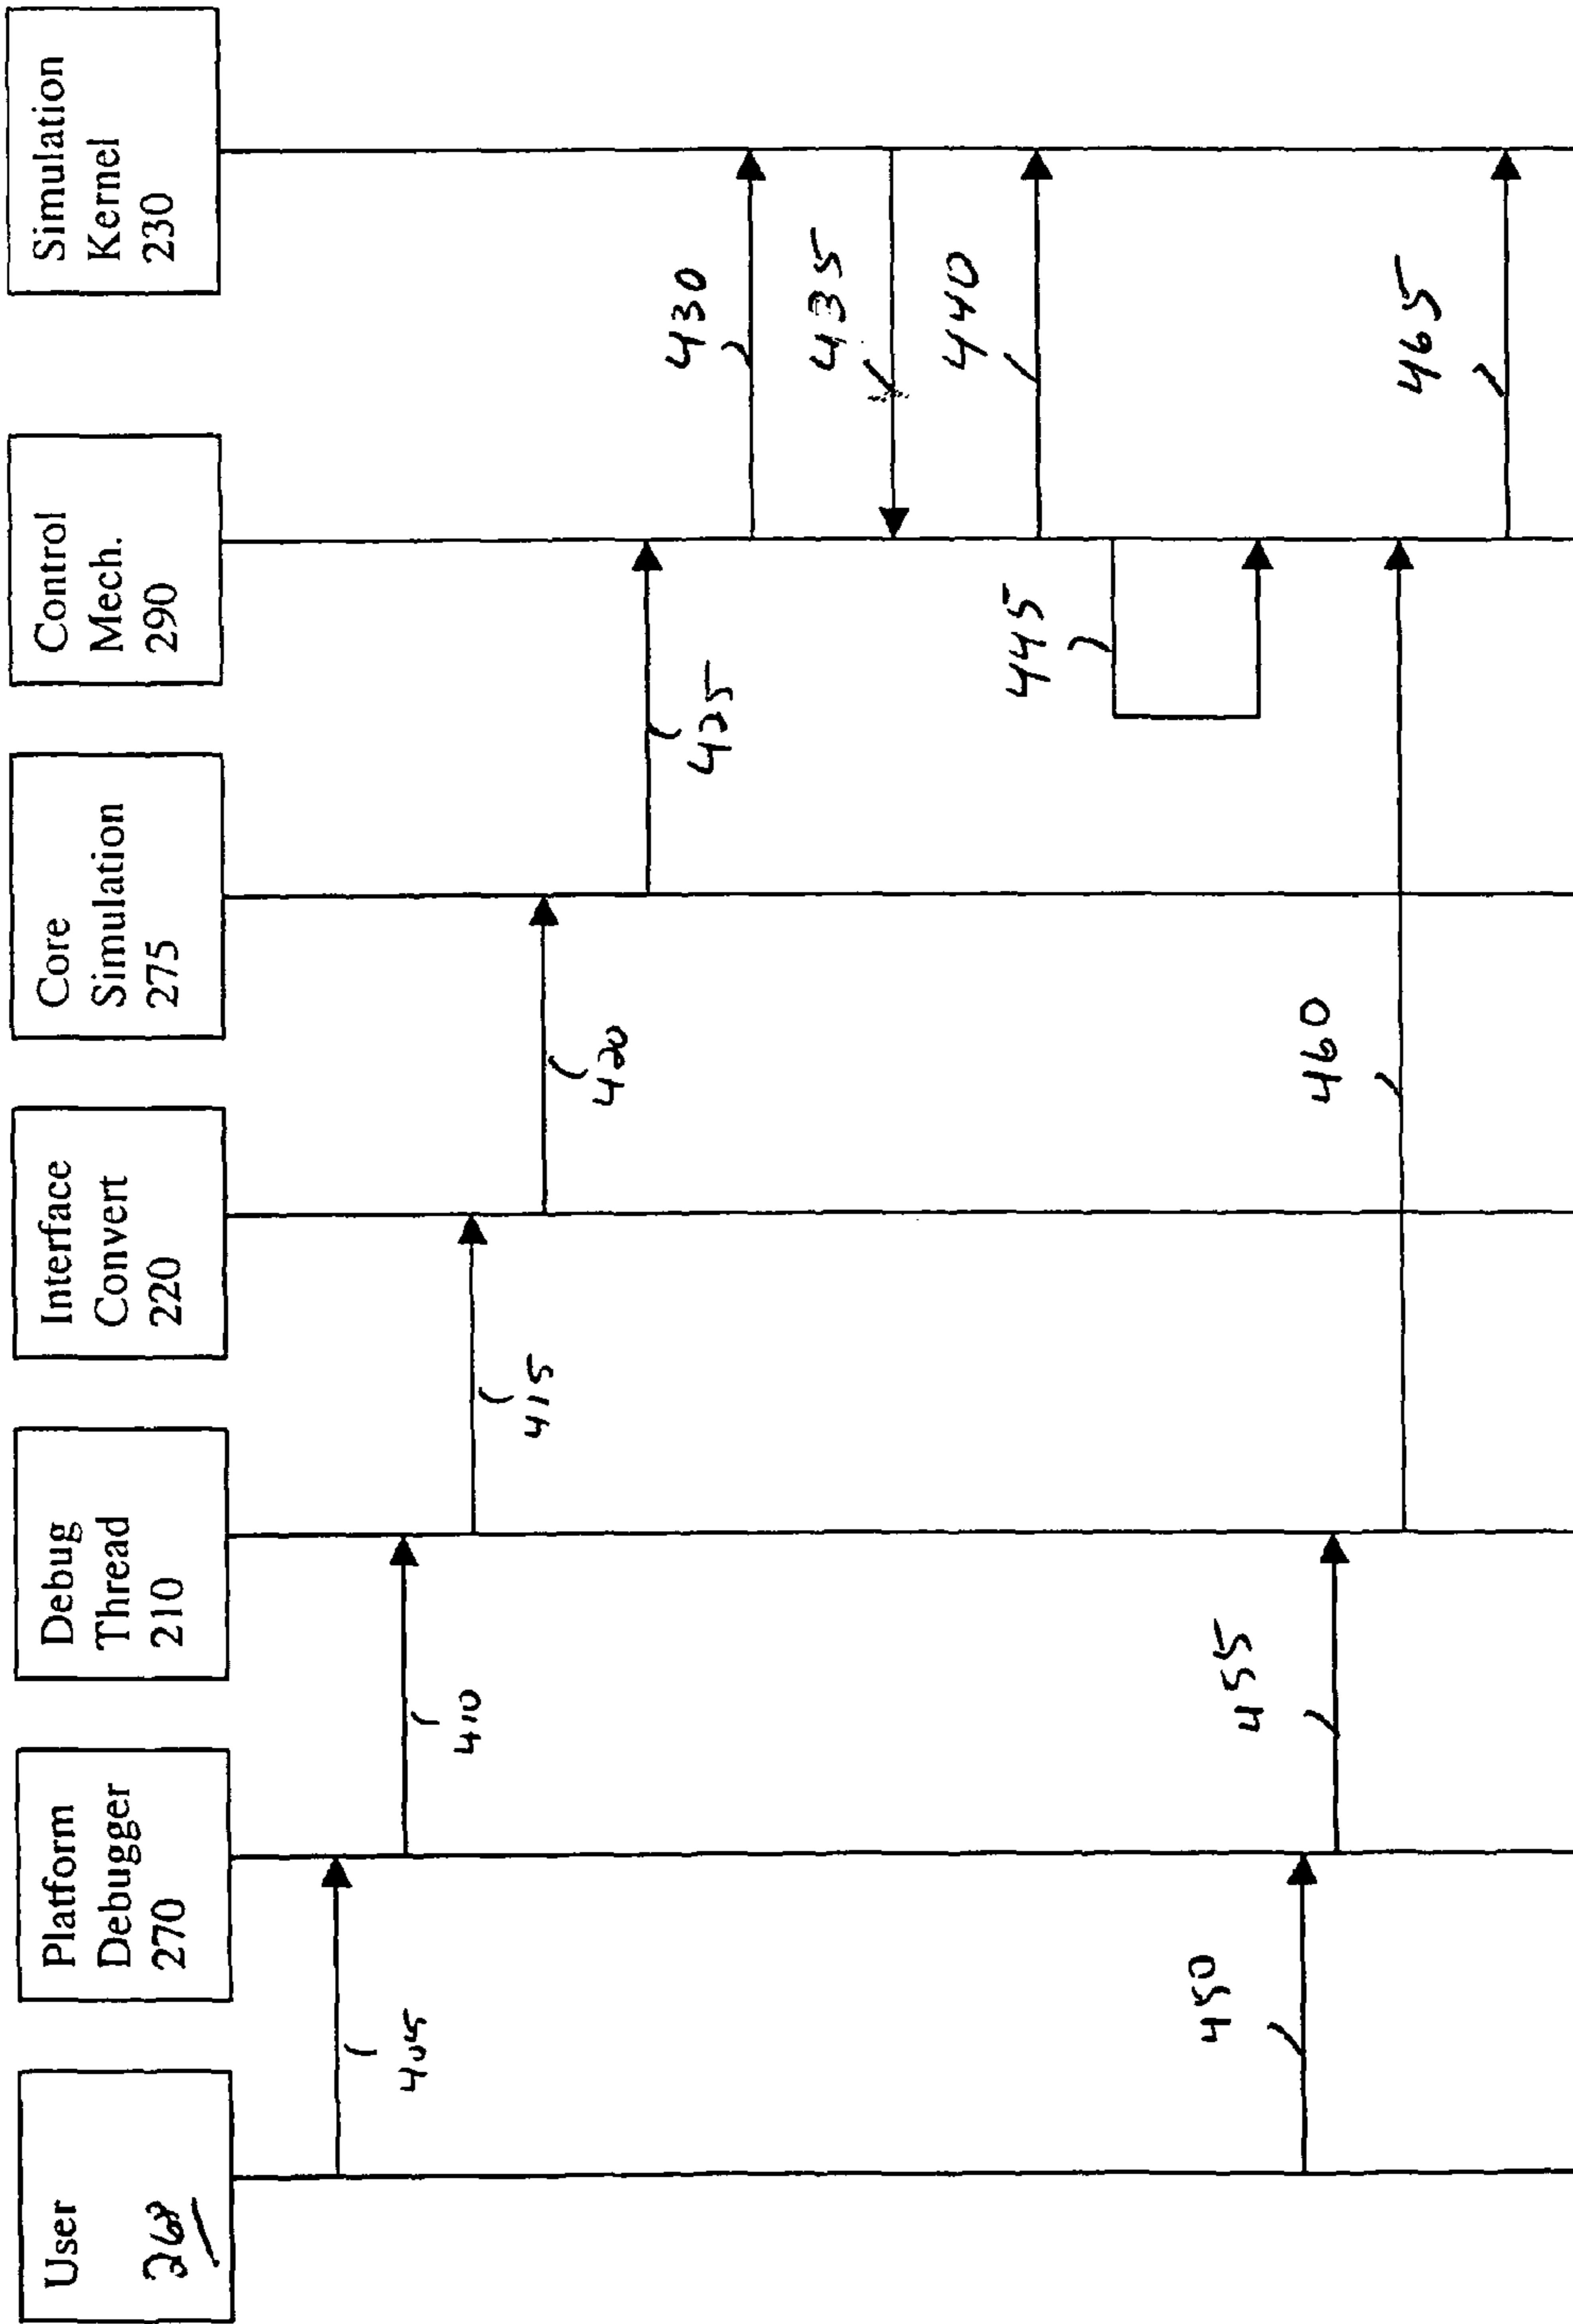 User
268
Platform
Debugger
270
Debug
Thread
210
Interface
Convert
220
Core
Simulation
275
Control
Mech.
290
Simulation
Kernel
230
405
410
415
420
425
430
435
440
445
450
455
460
465